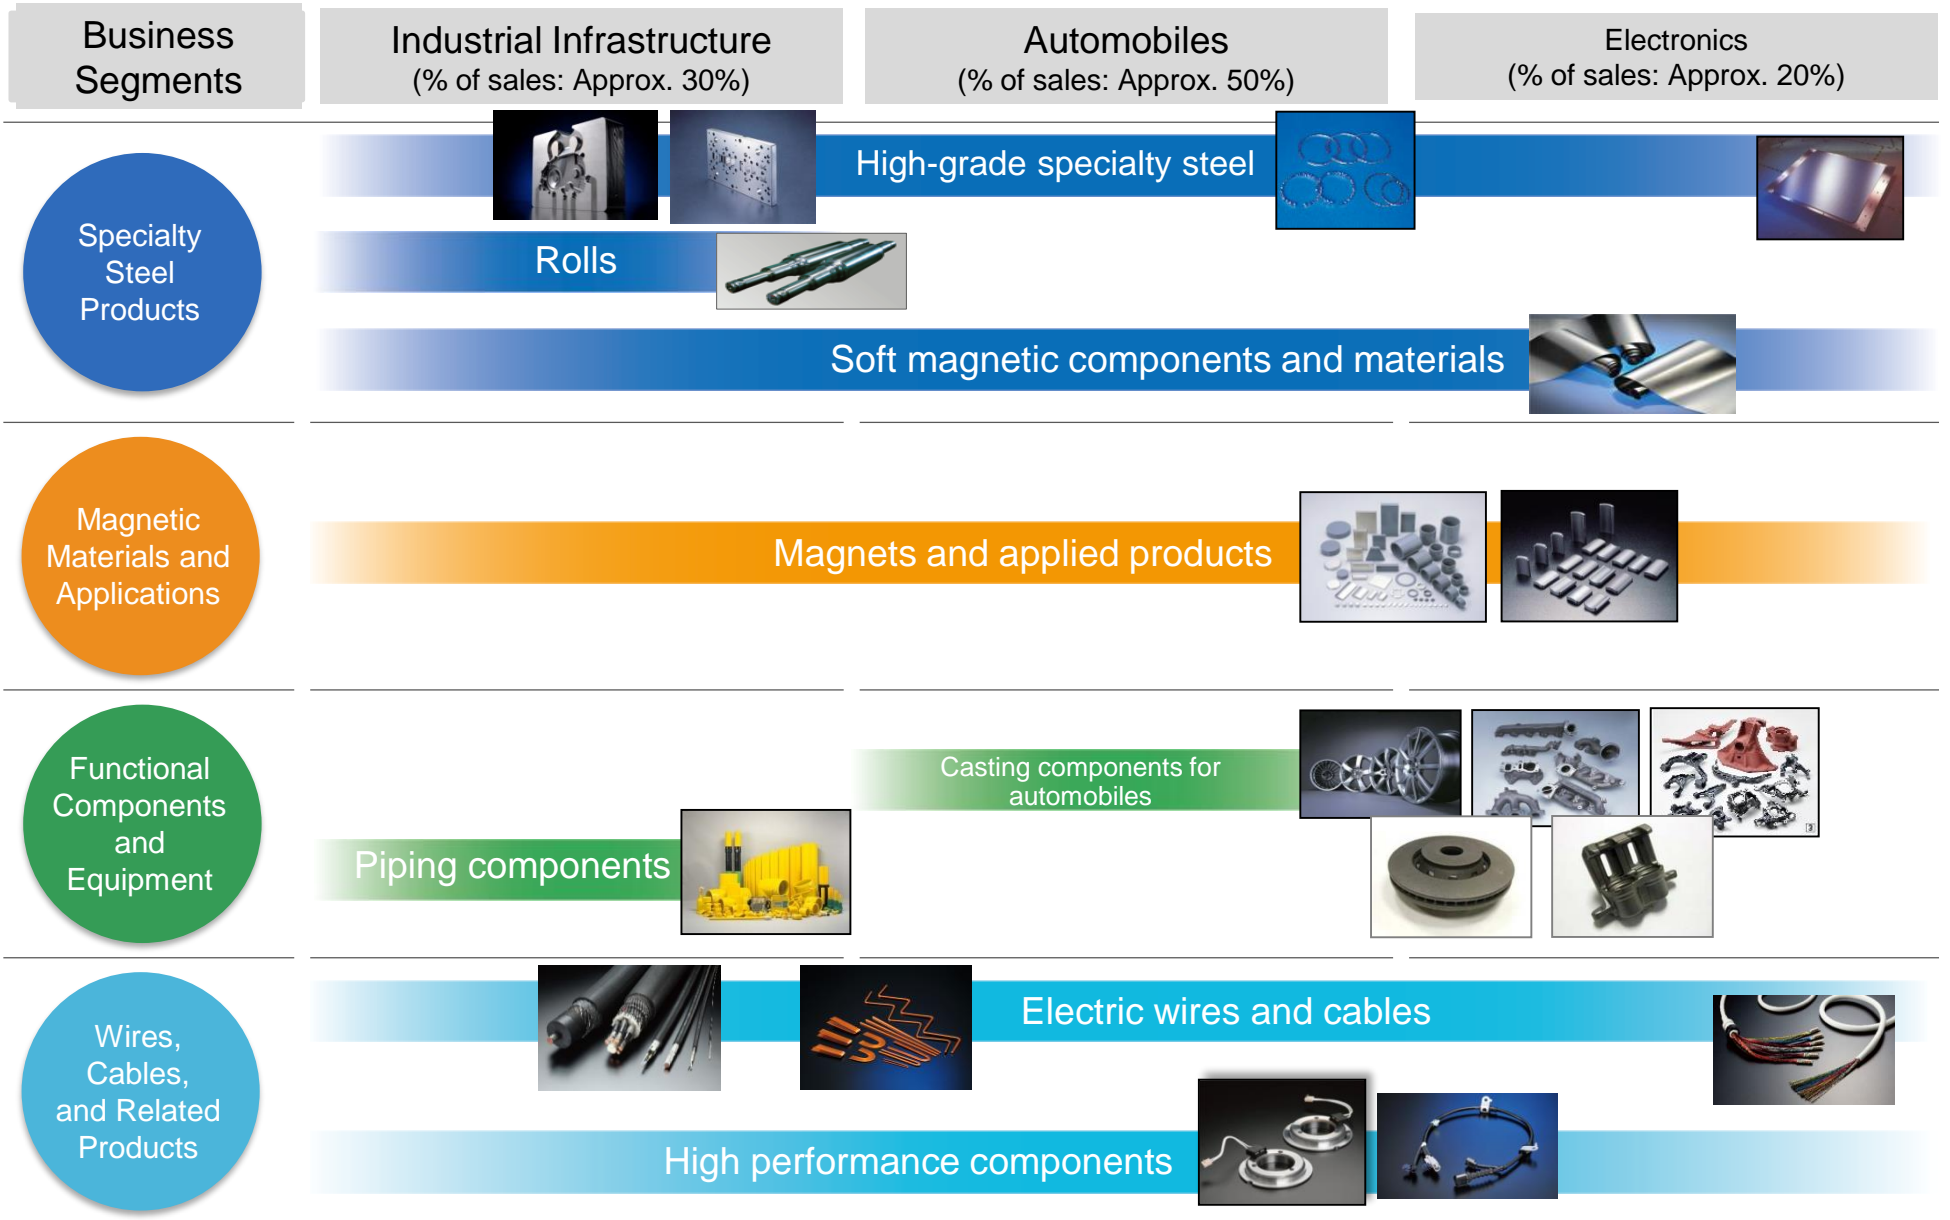 Business
Segments
Industrial Infrastructure
(% of sales: Approx. 30%)
Automobiles
(% of sales: Approx. 50%)
Electronics
(% of sales: Approx. 20%)
Specialty
Steel
Products
High-grade specialty steel
Rolls
Soft magnetic components and materials
Magnetic
Materials and
Applications
Magnets and applied products
Functional
Components
and
Equipment
Casting components for
automobiles
Piping components
Wires,
Cables,
and Related
Products
Electric wires and cables
High performance components